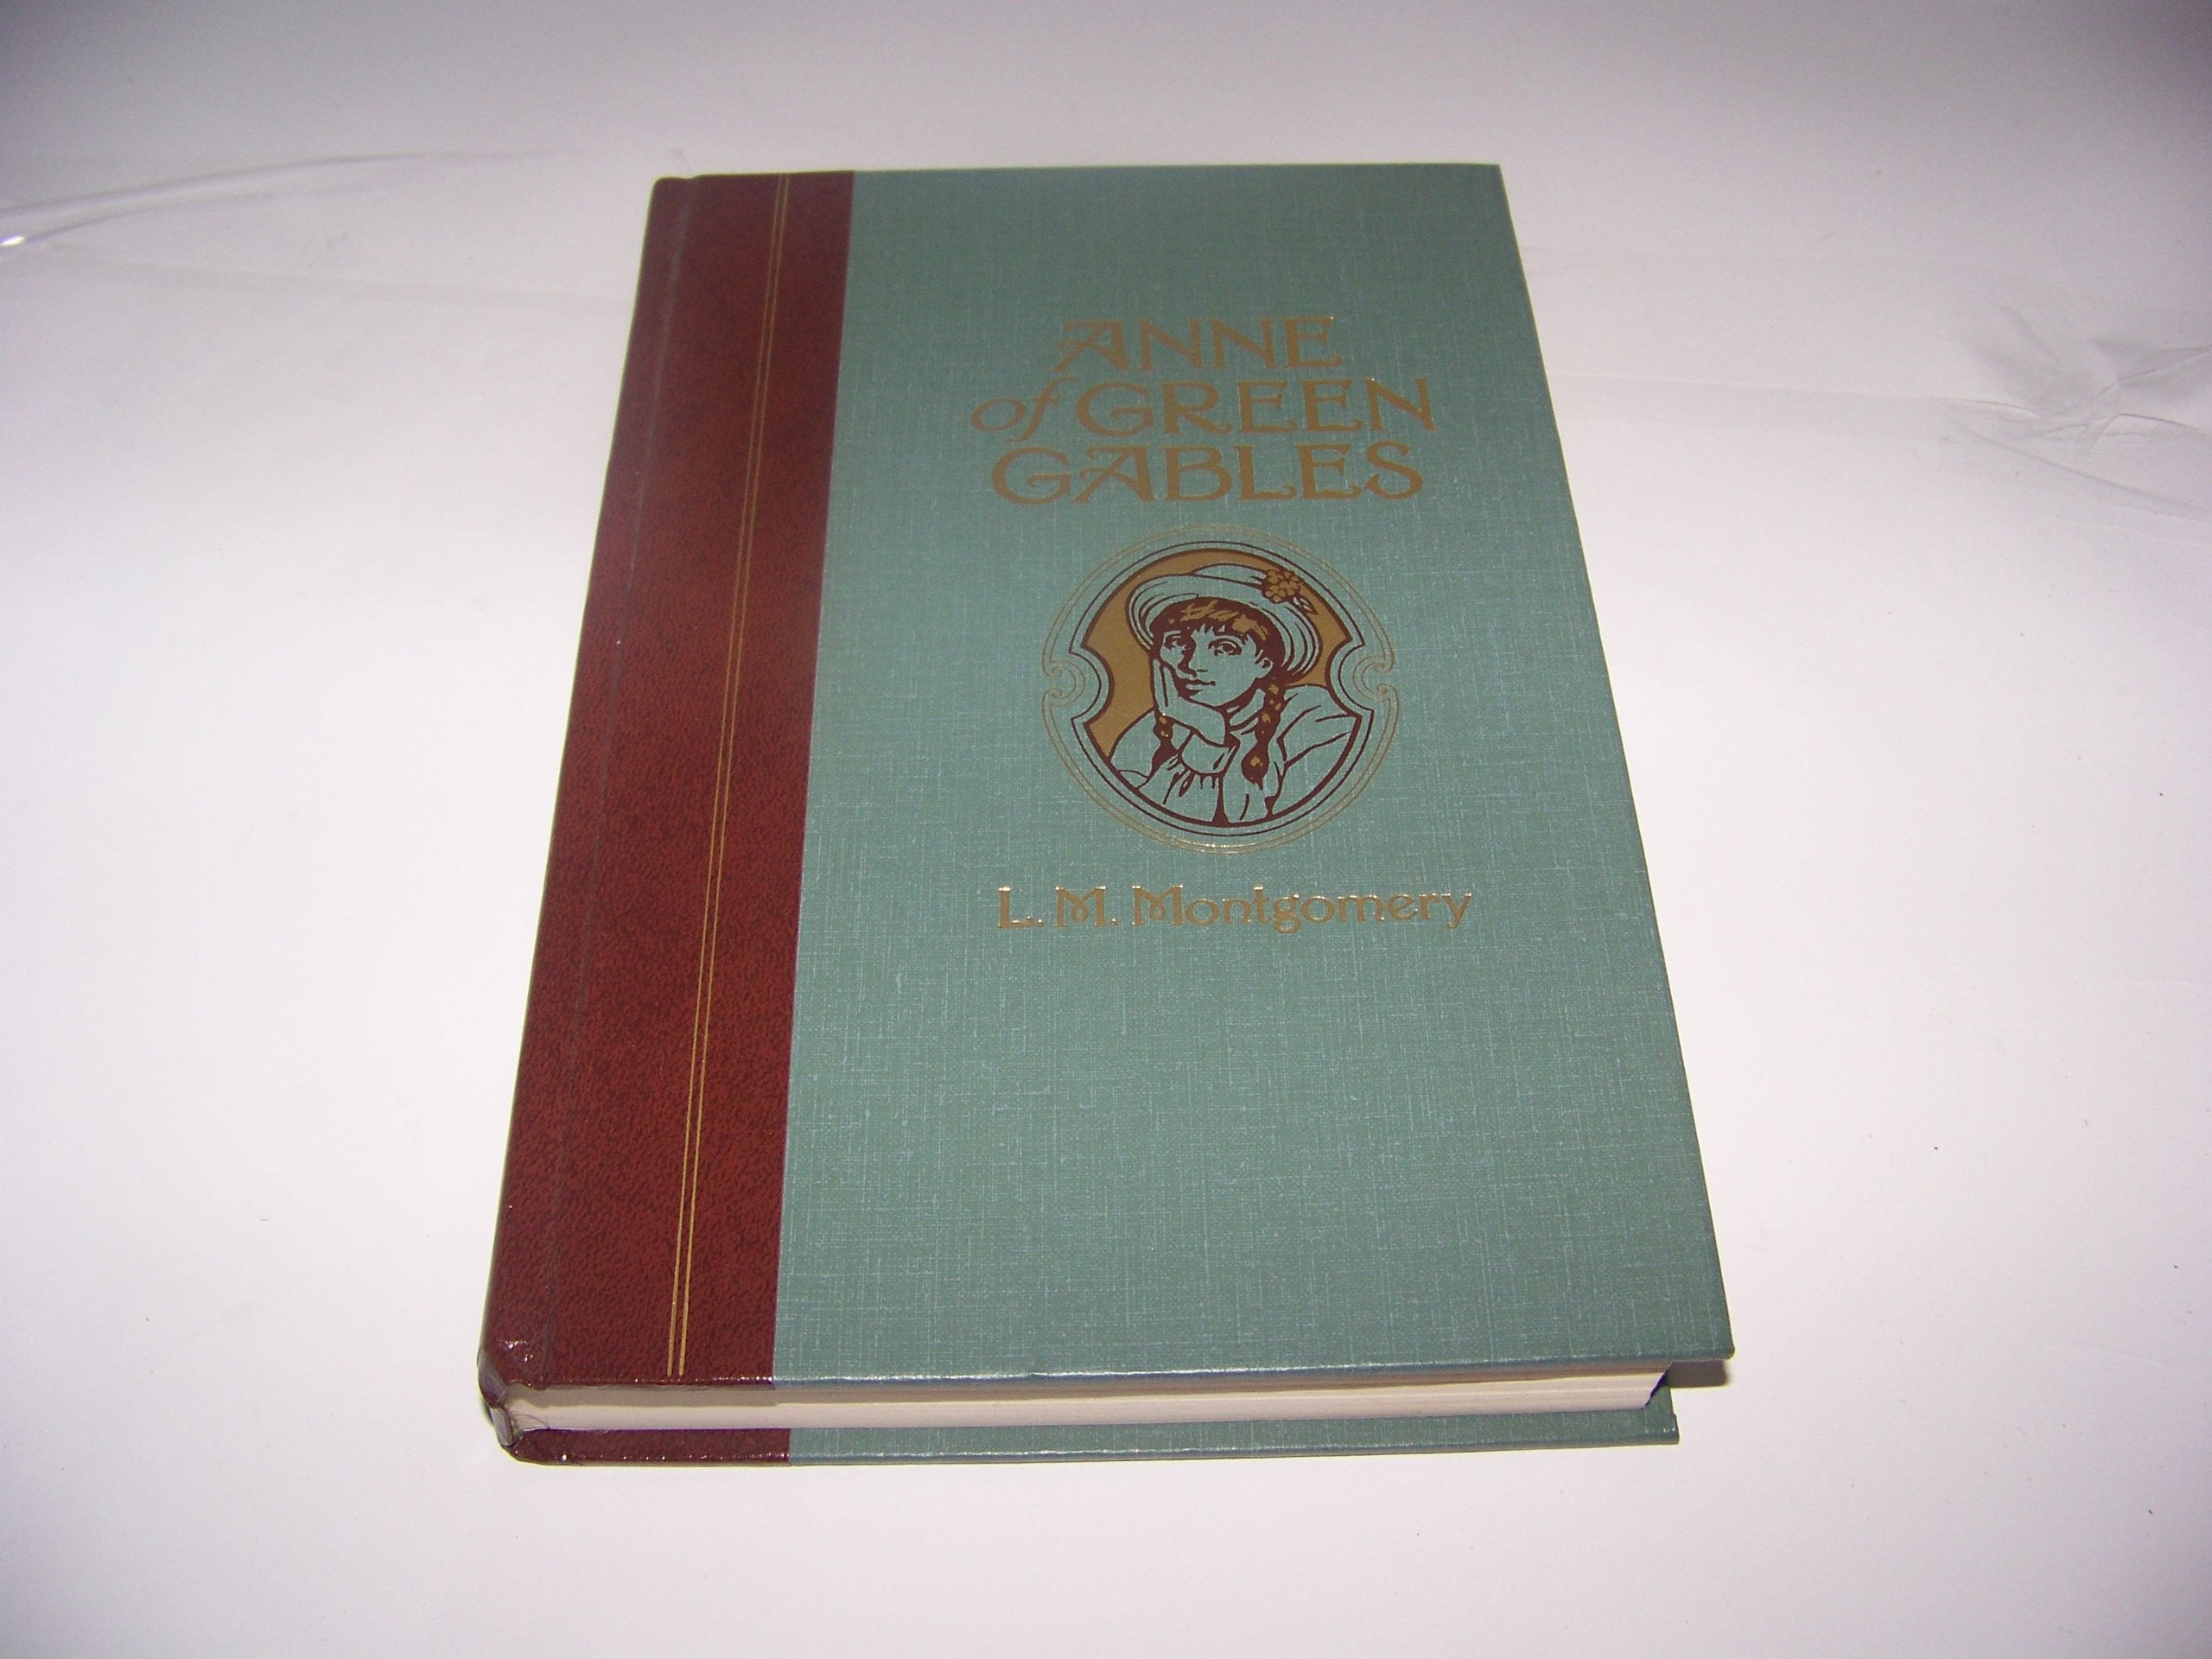 ANNE
of GREEN
GABLES
L. M. Montgomery